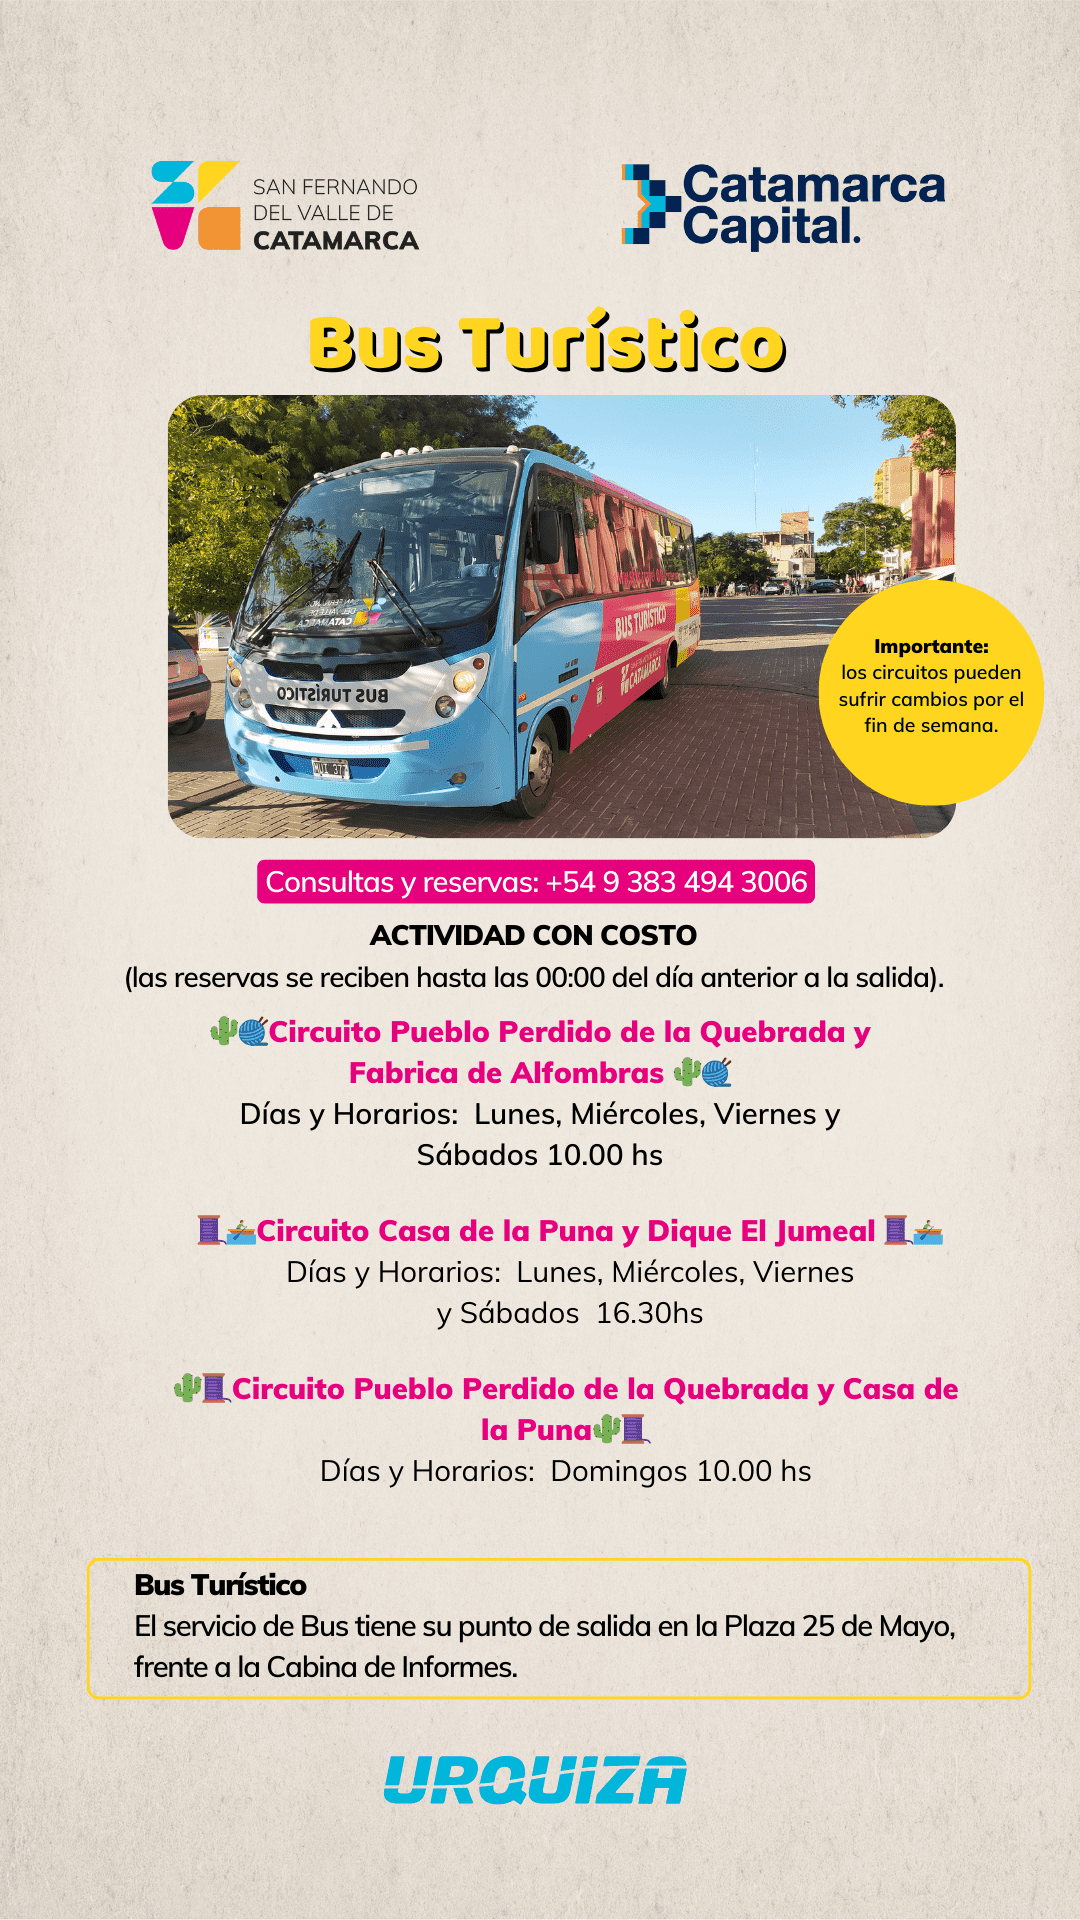 SAN FERNANDO
DEL VALLE DE
CATAMARCA
Catamarca
Capital.
Bus Turístico
BUS TURÍSTICO
CATAMARCA
BUS TURÍSTICO
Importante:
los circuitos pueden
sufrir cambios por el
fin de semana.
Consultas y reservas: +54 9 383 494 3006
ACTIVIDAD CON COSTO
(las reservas se reciben hasta las 00:00 del día anterior a la salida).
Circuito Pueblo Perdido de la Quebrada y
Fabrica de Alfombras
Días y Horarios: Lunes, Miércoles, Viernes y
Sábados 10.00 hs
Circuito Casa de la Puna y Dique El Jumeal
Días y Horarios: Lunes, Miércoles, Viernes
y Sábados 16.30hs
Circuito Pueblo Perdido de la Quebrada y Casa de
la Puna
Días y Horarios: Domingos 10.00 hs
Bus Turístico
El servicio de Bus tiene su punto de salida en la Plaza 25 de Mayo,
frente a la Cabina de Informes.
URQUIZA